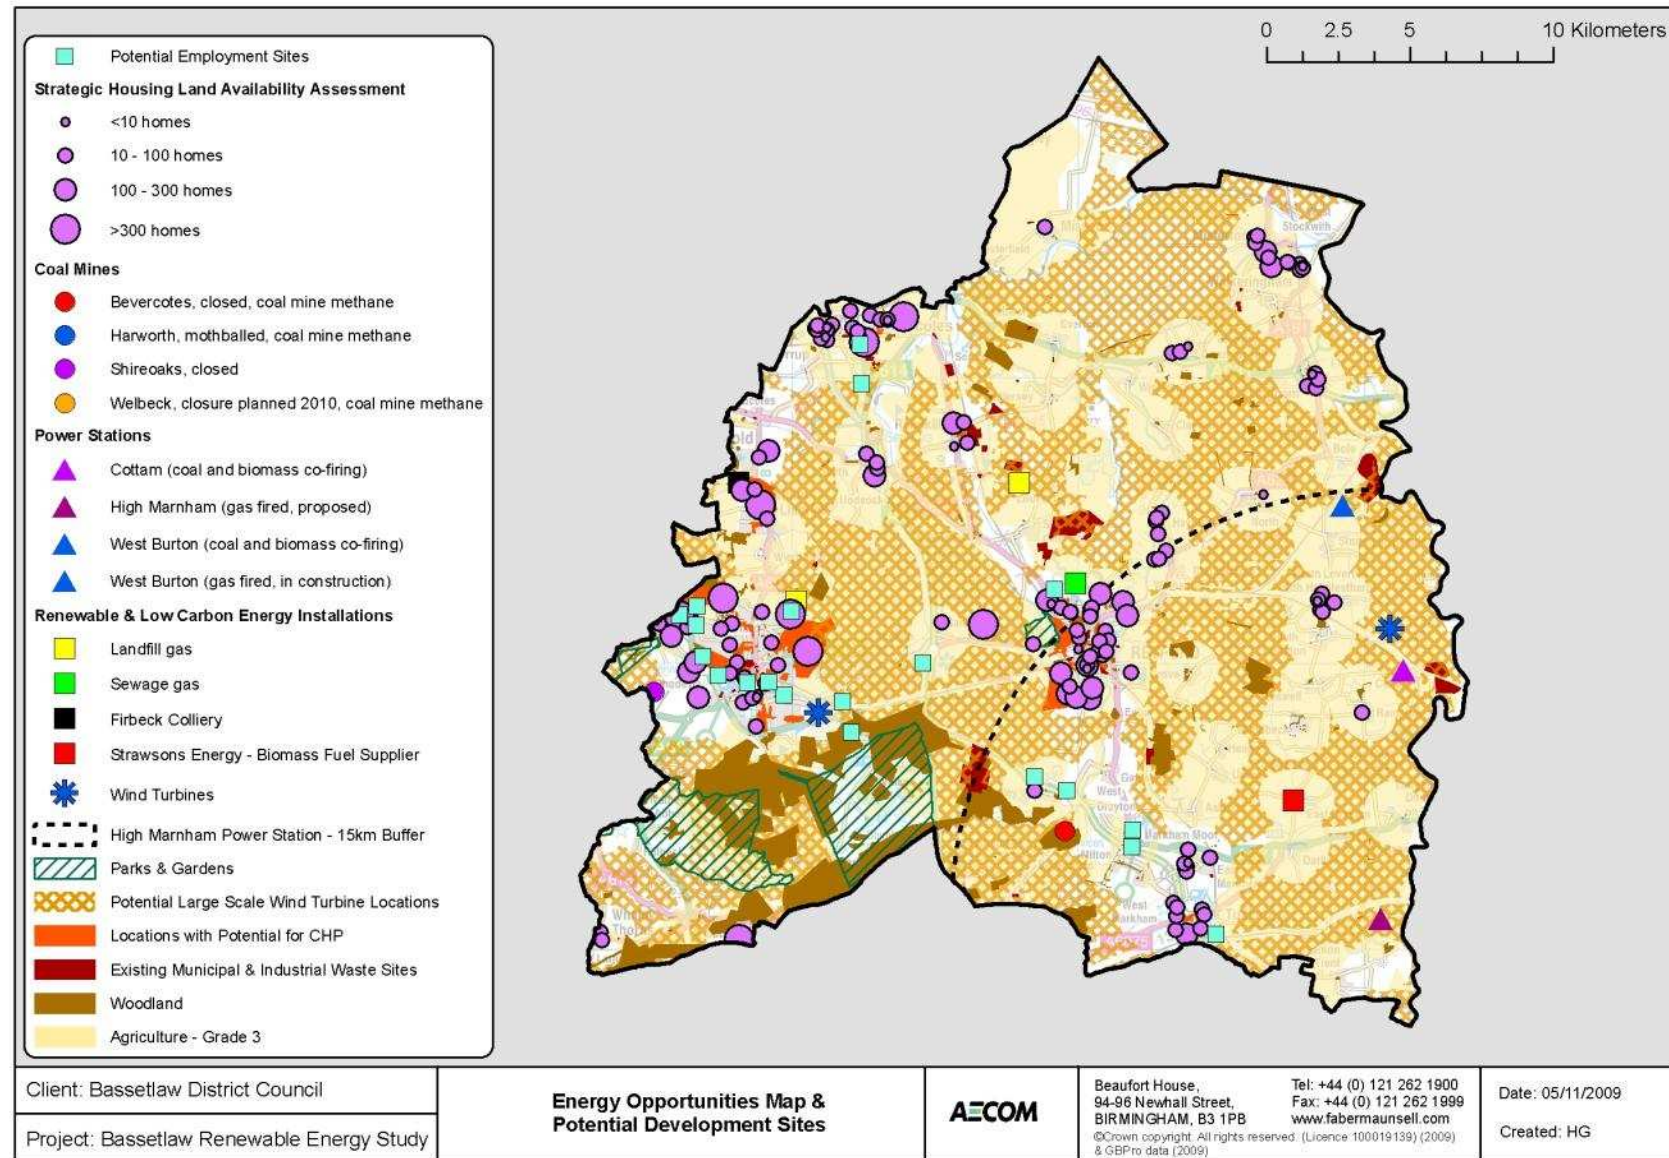 0 2.5 5 10 Kilometers
Potential Employment Sites
Strategic Housing Land Availability Assessment
<10 homes
10 - 100 homes
100 - 300 homes
>300 homes
Coal Mines
Bevercotes, closed, coal mine methane
Harworth, mothballed, coal mine methane
Shireoaks, closed
Welbeck, closure planned 2010, coal mine methane
Power Stations
Cottam (coal and biomass co-firing)
High Marnham (gas fired, proposed)
West Burton (coal and biomass co-firing)
West Burton (gas fired, in construction)
Renewable & Low Carbon Energy Installations
Landfill gas
Sewage gas
Firbeck Colliery
Strawsons Energy - Biomass Fuel Supplier
Wind Turbines
High Marnham Power Station - 15km Buffer
Parks & Gardens
Potential Large Scale Wind Turbine Locations
Locations with Potential for CHP
Existing Municipal & Industrial Waste Sites
Woodland
Agriculture - Grade 3
Stockwith
West
Drayton
Markham Moor
West
Markham
Client: Bassetlaw District Council
Project: Bassetlaw Renewable Energy Study
Energy Opportunities Map &
Potential Development Sites
AECOM
Beaufort House,
94-96 Newhall Street,
BIRMINGHAM, B3 1PB
Tel: +44 (0) 121 262 1900
Fax: +44 (0) 121 262 1999
www.fabermaunsell.com
©Crown copyright. All rights reserved. (Licence 100019139) (2009)
& GBPro data (2009)
Date: 05/11/2009
Created: HG